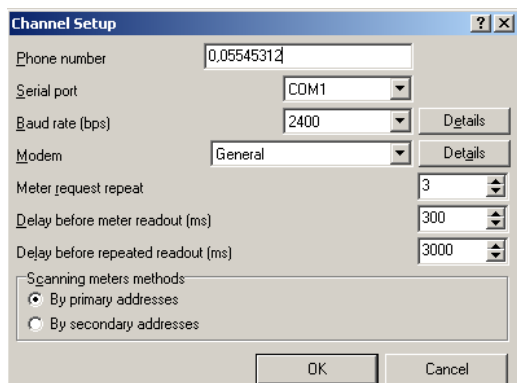 Channel Setup
Phone number 0,05545312
Serial port COM1
Baud rate (bps) 2400 Details
Modem General Details
Meter request repeat 3
Delay before meter readout (ms) 300
Delay before repeated readout (ms) 3000
Scanning meters methods
By primary addresses
By secondary addresses
OK Cancel